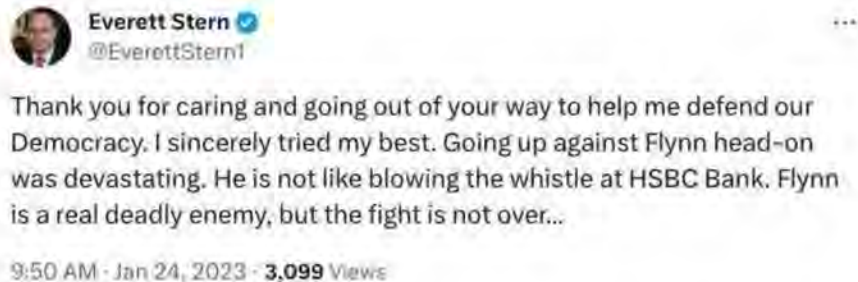 Everett Stern
@EverettStern1
Thank you for caring and going out of your way to help me defend our
Democracy. I sincerely tried my best. Going up against Flynn head-on
was devastating. He is not like blowing the whistle at HSBC Bank. Flynn
is a real deadly enemy, but the fight is not over...
9:50 AM · Jan 24, 2023 · 3,099 Views